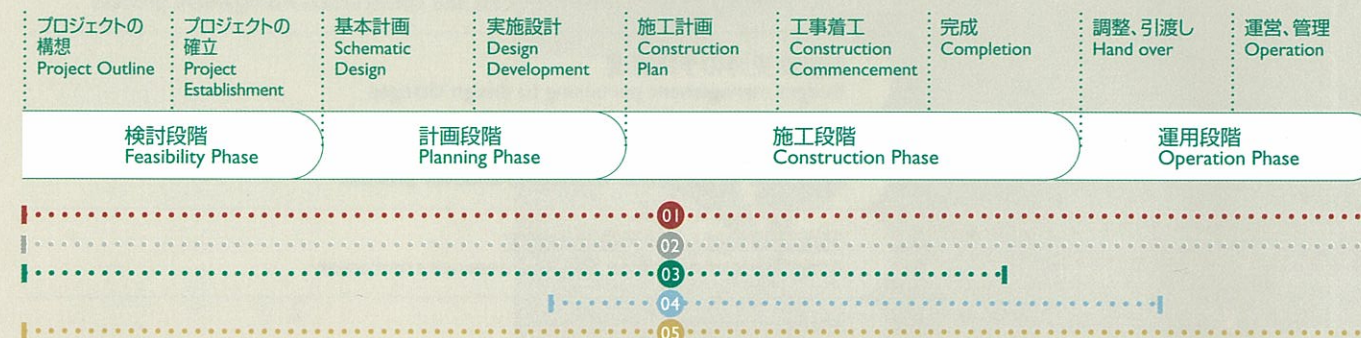 プロジェクトの
構想
Project Outline
プロジェクトの
確立
Project
Establishment
基本計画
Schematic
Design
実施設計
Design
Development
施工計画
Construction
Plan
工事着工
Construction
Commencement
完成
Completion
調整、引渡し
Hand over
運営、管理
Operation
検討段階
Feasibility Phase
計画段階
Planning Phase
施工段階
Construction Phase
運用段階
Operation Phase
01
02
03
04
05